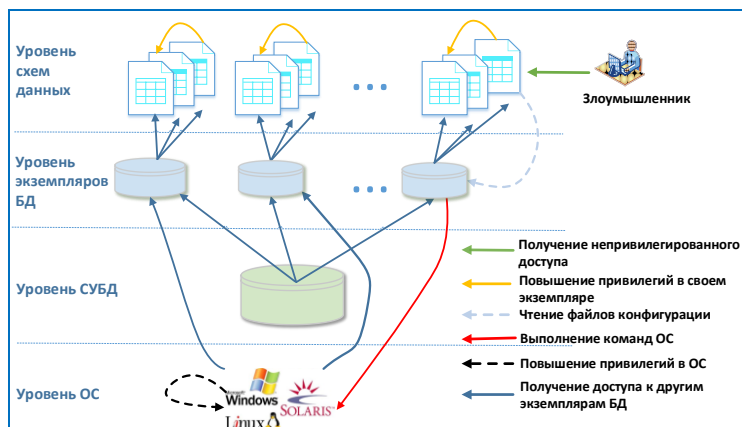 Уровень
схем
данных
Злоумышленник
Уровень
экземпляров
БД
Уровень СУБД
Получение непривилегированного
доступа
Повышение привилегий в своем
экземпляре
Чтение файлов конфигурации
Выполнение команд ОС
Повышение привилегий в ОС
Получение доступа к другим
экземплярам БД
Уровень ОС
Microsoft
Windows
SOLARIS
Linux